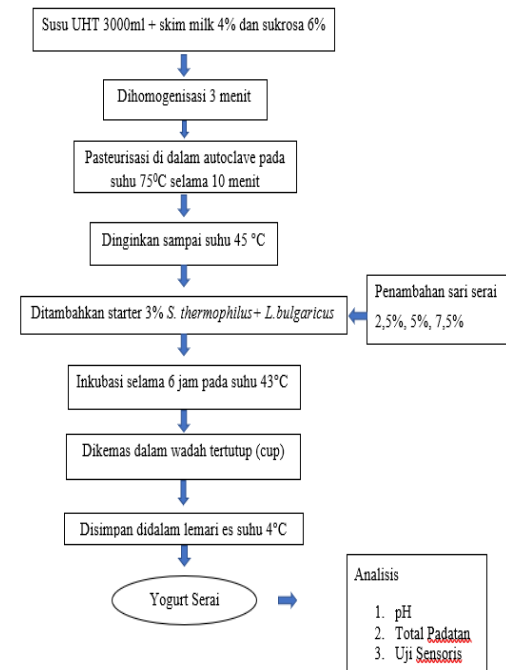 Susu UHT 3000ml + skim milk 4% dan sukrosa 6%
Dihomogenisasi 3 menit
Pasteurisasi di dalam autoclave pada
suhu 75⁰C selama 10 menit
Dinginkan sampai suhu 45 °C
Penambahan sari serai
2,5%, 5%, 7,5%
Ditambahkan starter 3% S. thermophilus+ L.bulgaricus
Inkubasi selama 6 jam pada suhu 43°C
Dikemas dalam wadah tertutup (cup)
Disimpan didalam lemari es suhu 4°C
Yogurt Serai
Analisis
1. pH
2. Total Padatan
3. Uji Sensoris